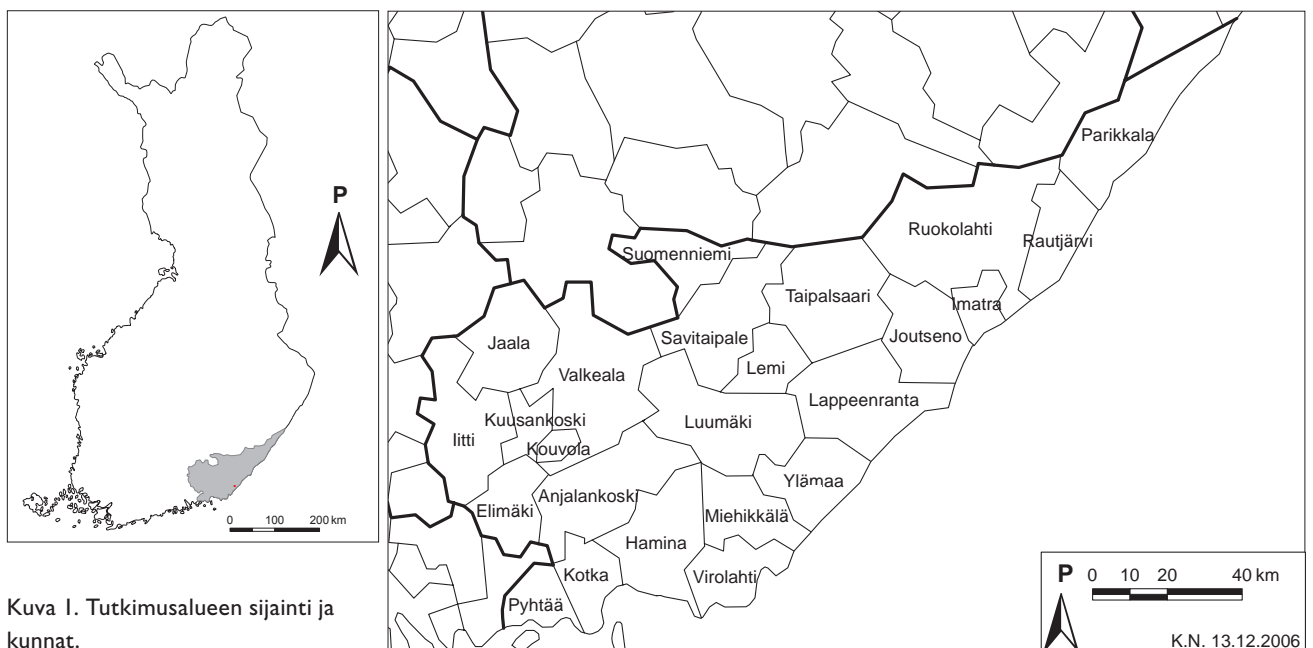 P
0 100 200 km
Kuva 1. Tutkimusalueen sijainti ja
kunnat.
Parikkala
Ruokolahti
Rautjärvi
Suomenniemi
Taipalsaari
Imatra
Savitaipale
Joutseno
Jaala
Lemi
Valkeala
Lappeenranta
Kuusankoski
Luumäki
Iitti
Kouvola
Ylämaa
Anjalankoski
Elimäki
Miehikkälä
Hamina
Kotka
Virolahti
Pyhtää
P
0 10 20 40 km
K.N. 13.12.2006